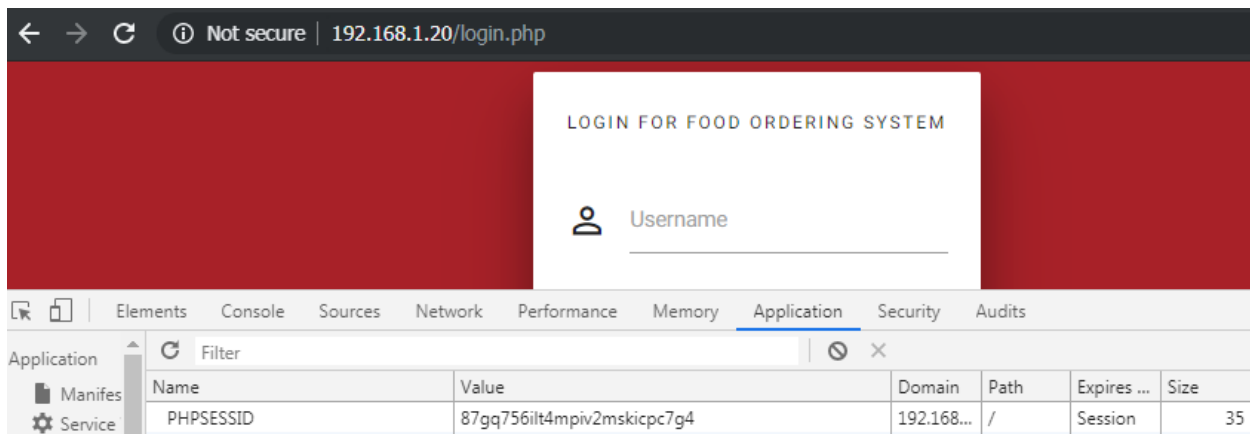 Not secure | 192.168.1.20/login.php
LOGIN FOR FOOD ORDERING SYSTEM
Username
Elements Console Sources Network Performance Memory Application Security Audits
Application Filter
Manifes Name Value Domain Path Expires ... Size
Service PHPSESSID 87gq756ilt4mpiv2mskicpc7g4 192.168... / Session 35